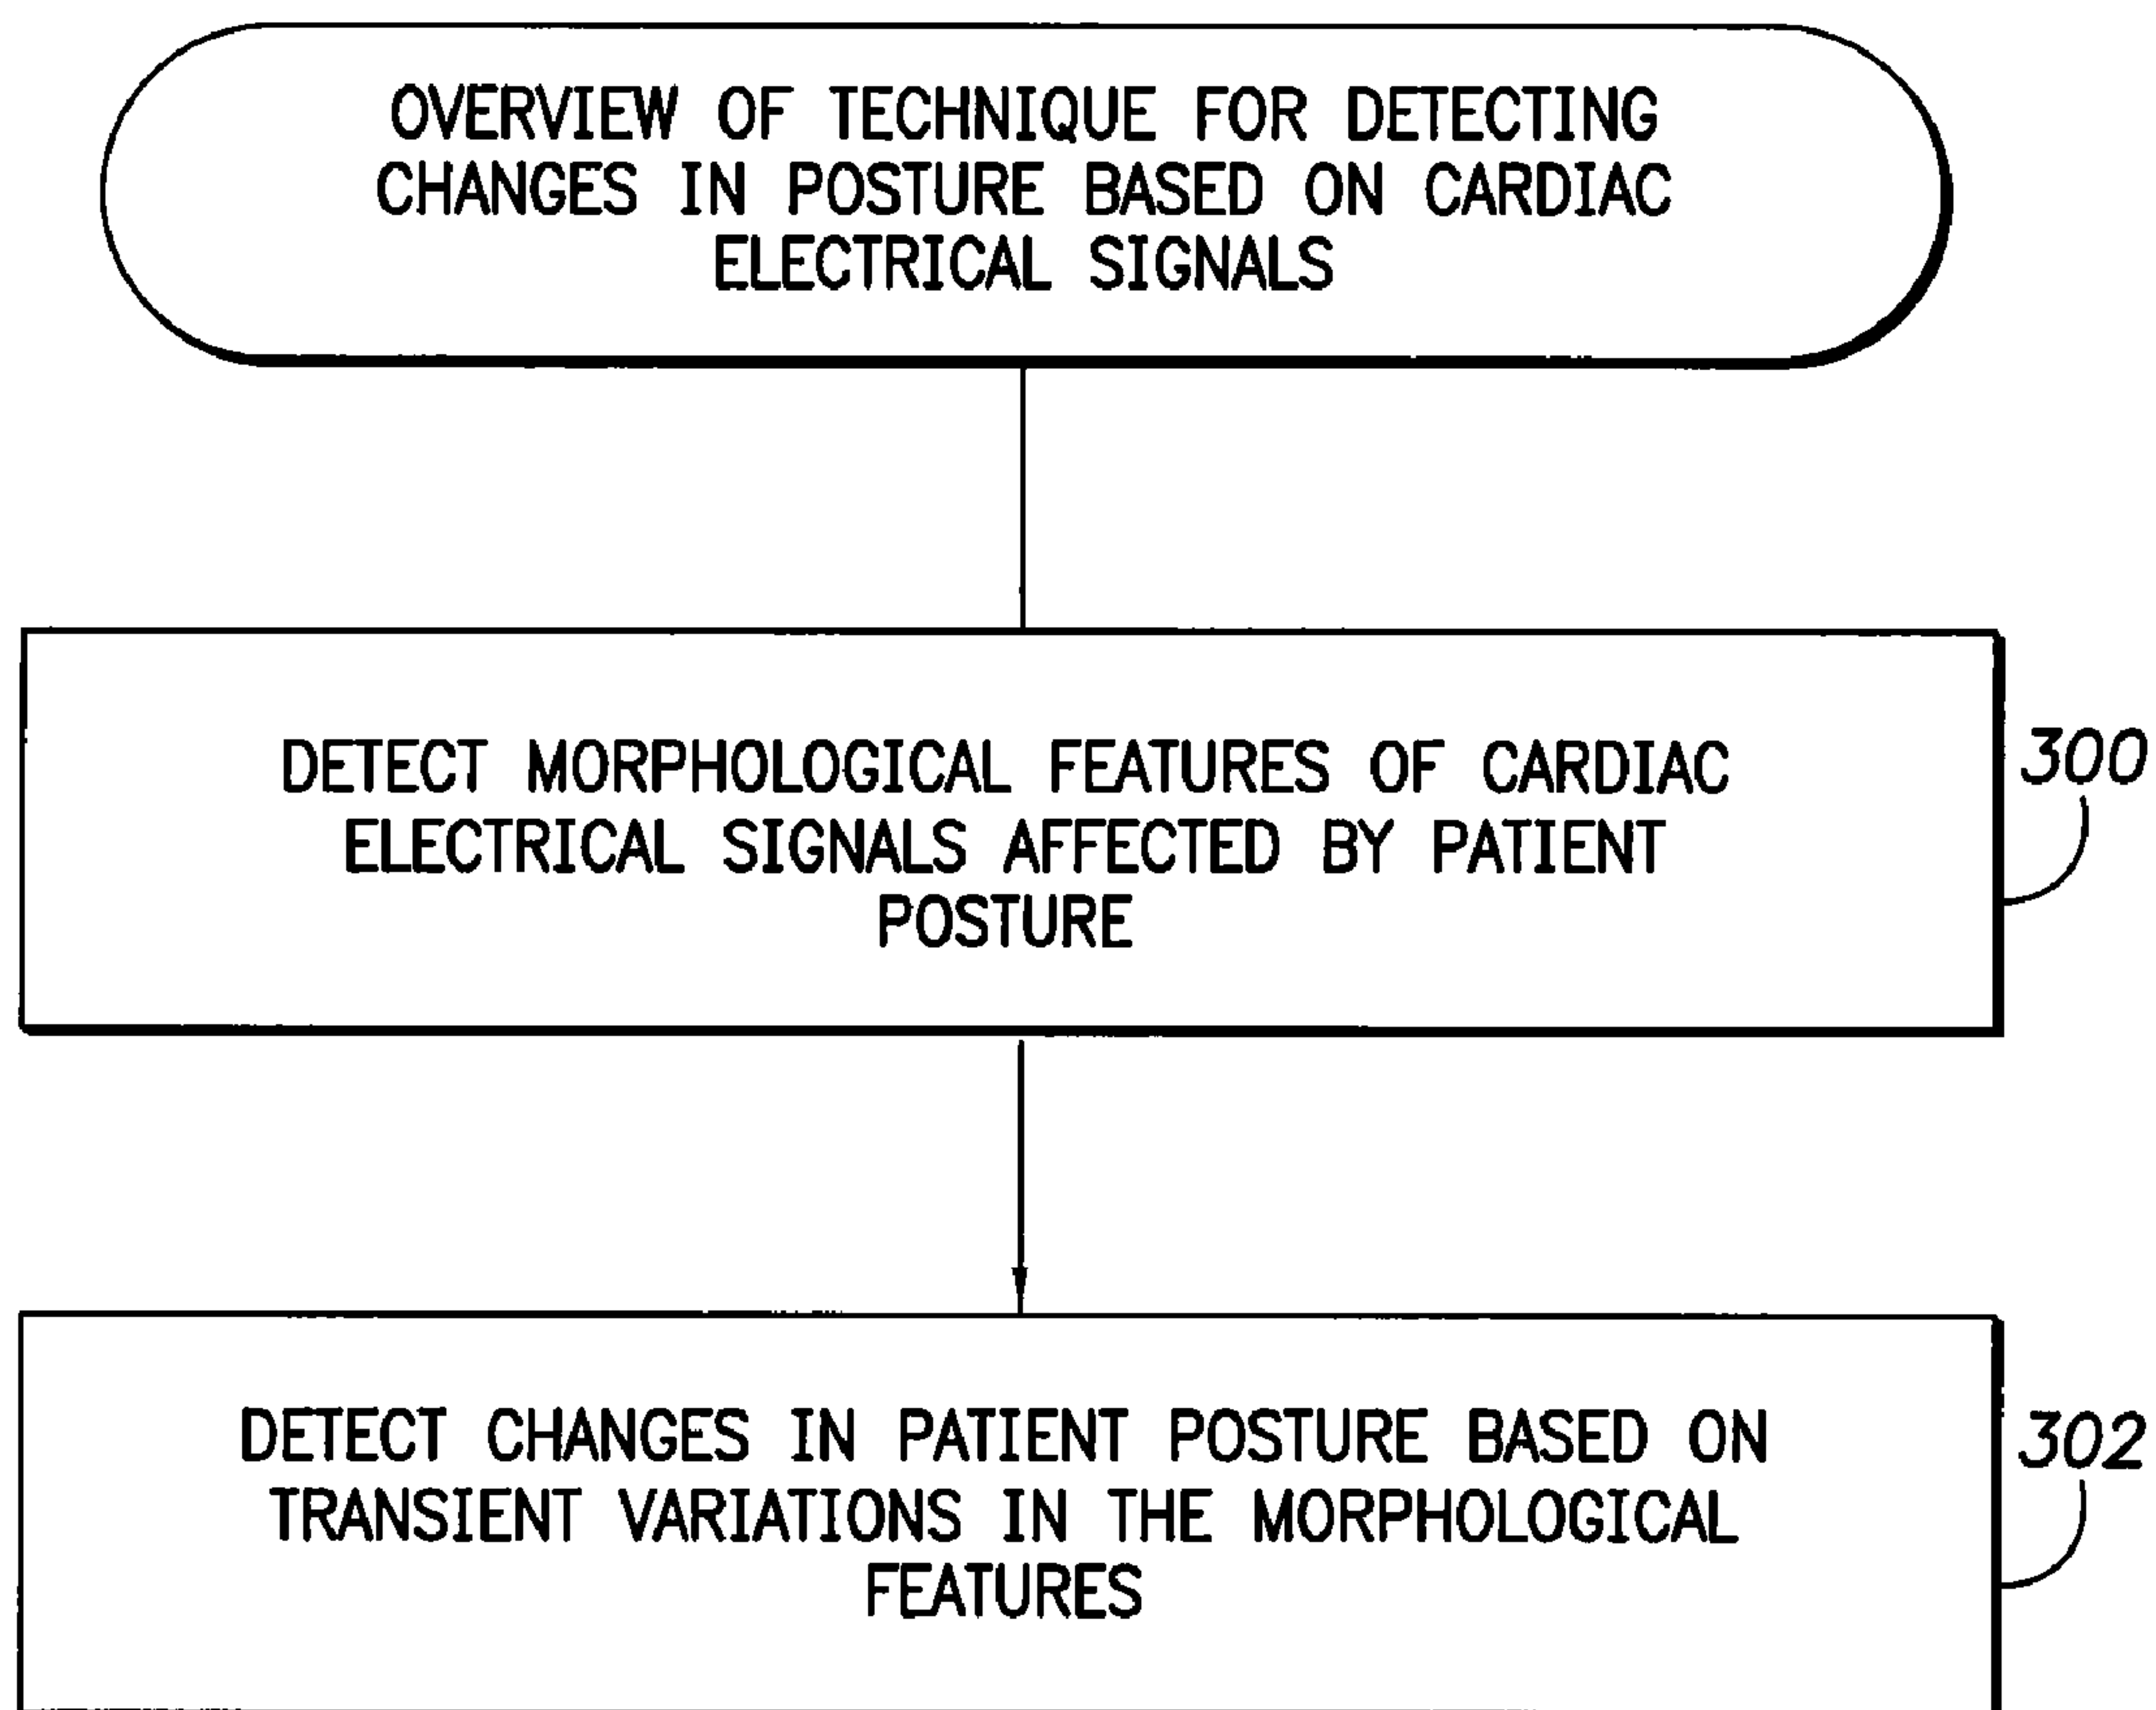 OVERVIEW OF TECHNIQUE FOR DETECTING
CHANGES IN POSTURE BASED ON CARDIAC
ELECTRICAL SIGNALS
DETECT MORPHOLOGICAL FEATURES OF CARDIAC
ELECTRICAL SIGNALS AFFECTED BY PATIENT
POSTURE
300
DETECT CHANGES IN PATIENT POSTURE BASED ON
TRANSIENT VARIATIONS IN THE MORPHOLOGICAL
FEATURES
302